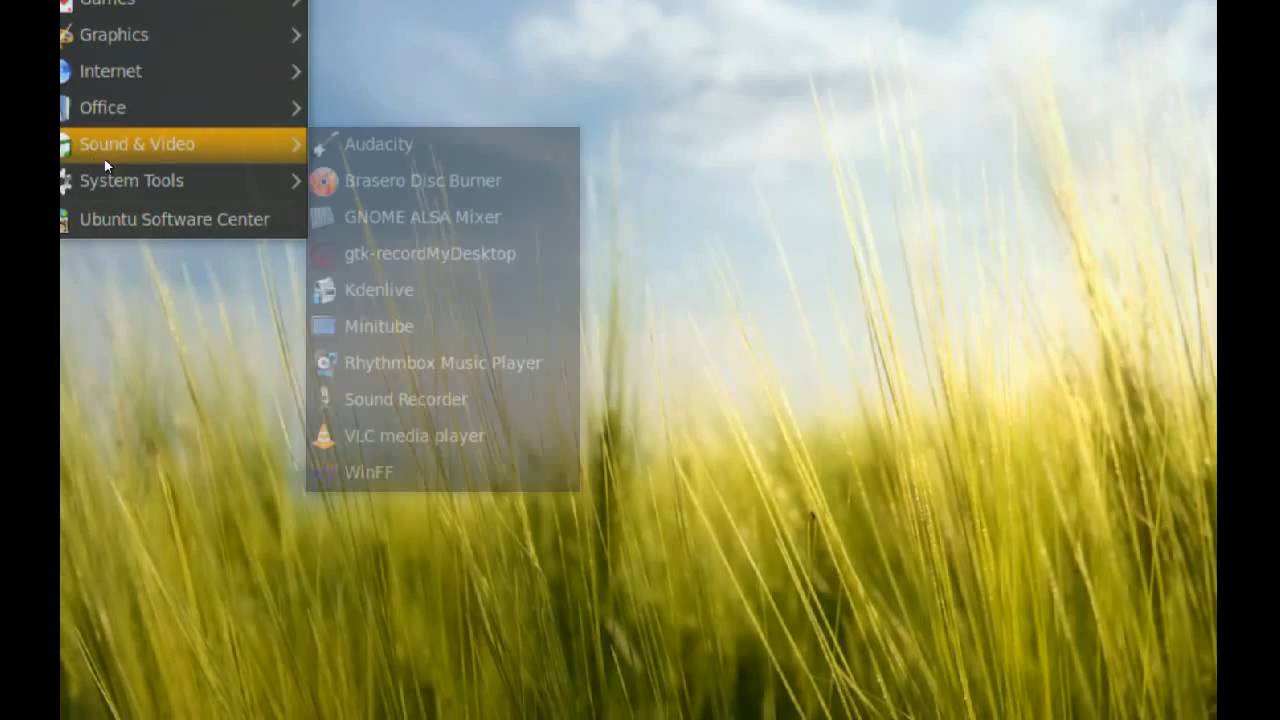 Games
Graphics
Internet
Office
Sound & Video
System Tools
Ubuntu Software Center
Audacity
Brasero Disc Burner
GNOME ALSA Mixer
gtk-recordMyDesktop
Kdenlive
Minitube
Rhythmbox Music Player
Sound Recorder
VLC media player
WinFF